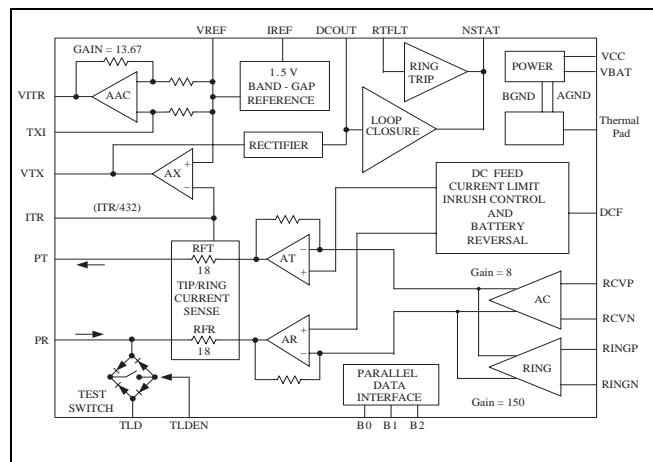 VREF
IREF
DCOUT
RTFLT
NSTAT
GAIN = 13.67
VITR
AAC
TXI
1.5 V
BAND - GAP
REFERENCE
RING
TRIP
POWER
VCC
VBAT
BGND
AGND
Thermal
Pad
LOOP
CLOSURE
RECTIFIER
VTX
AX
+
−
ITR
(ITR/432)
DC FEED
CURRENT LIMIT
INRUSH CONTROL
AND
BATTERY
REVERSAL
DCF
PT
RFT
18
TIP/RING
CURRENT
SENSE
RFR
18
AT
−
+
Gain = 8
AC
RCVP
RCVN
PR
AR
+
−
RING
RINGP
RINGN
Gain = 150
TEST
SWITCH
TLD
TLDEN
PARALLEL
DATA
INTERFACE
B0
B1
B2